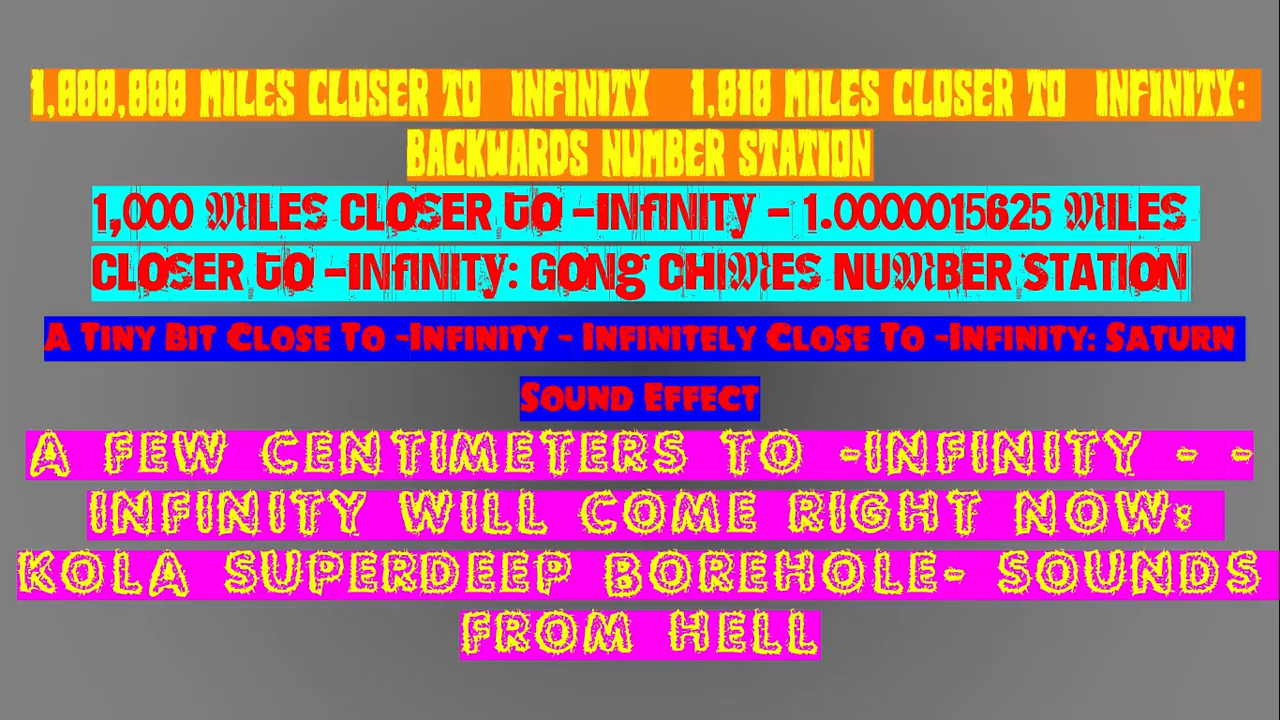 1,000,000 MILES CLOSER TO INFINITY 1,010 MILES CLOSER TO INFINITY:
BACKWARDS NUMBER STATION
1,000 MILES CLOSER TO -INFINITY - 1.0000015625 MILES
CLOSER TO -INFINITY: GONG CHIMES NUMBER STATION
A Tiny Bit Close To -Infinity - Infinitely Close To -Infinity: Saturn
Sound Effect
A FEW CENTIMETERS TO -INFINITY - -
INFINITY WILL COME RIGHT NOW:
KOLA SUPERDEEP BOREHOLE- SOUNDS
FROM HELL